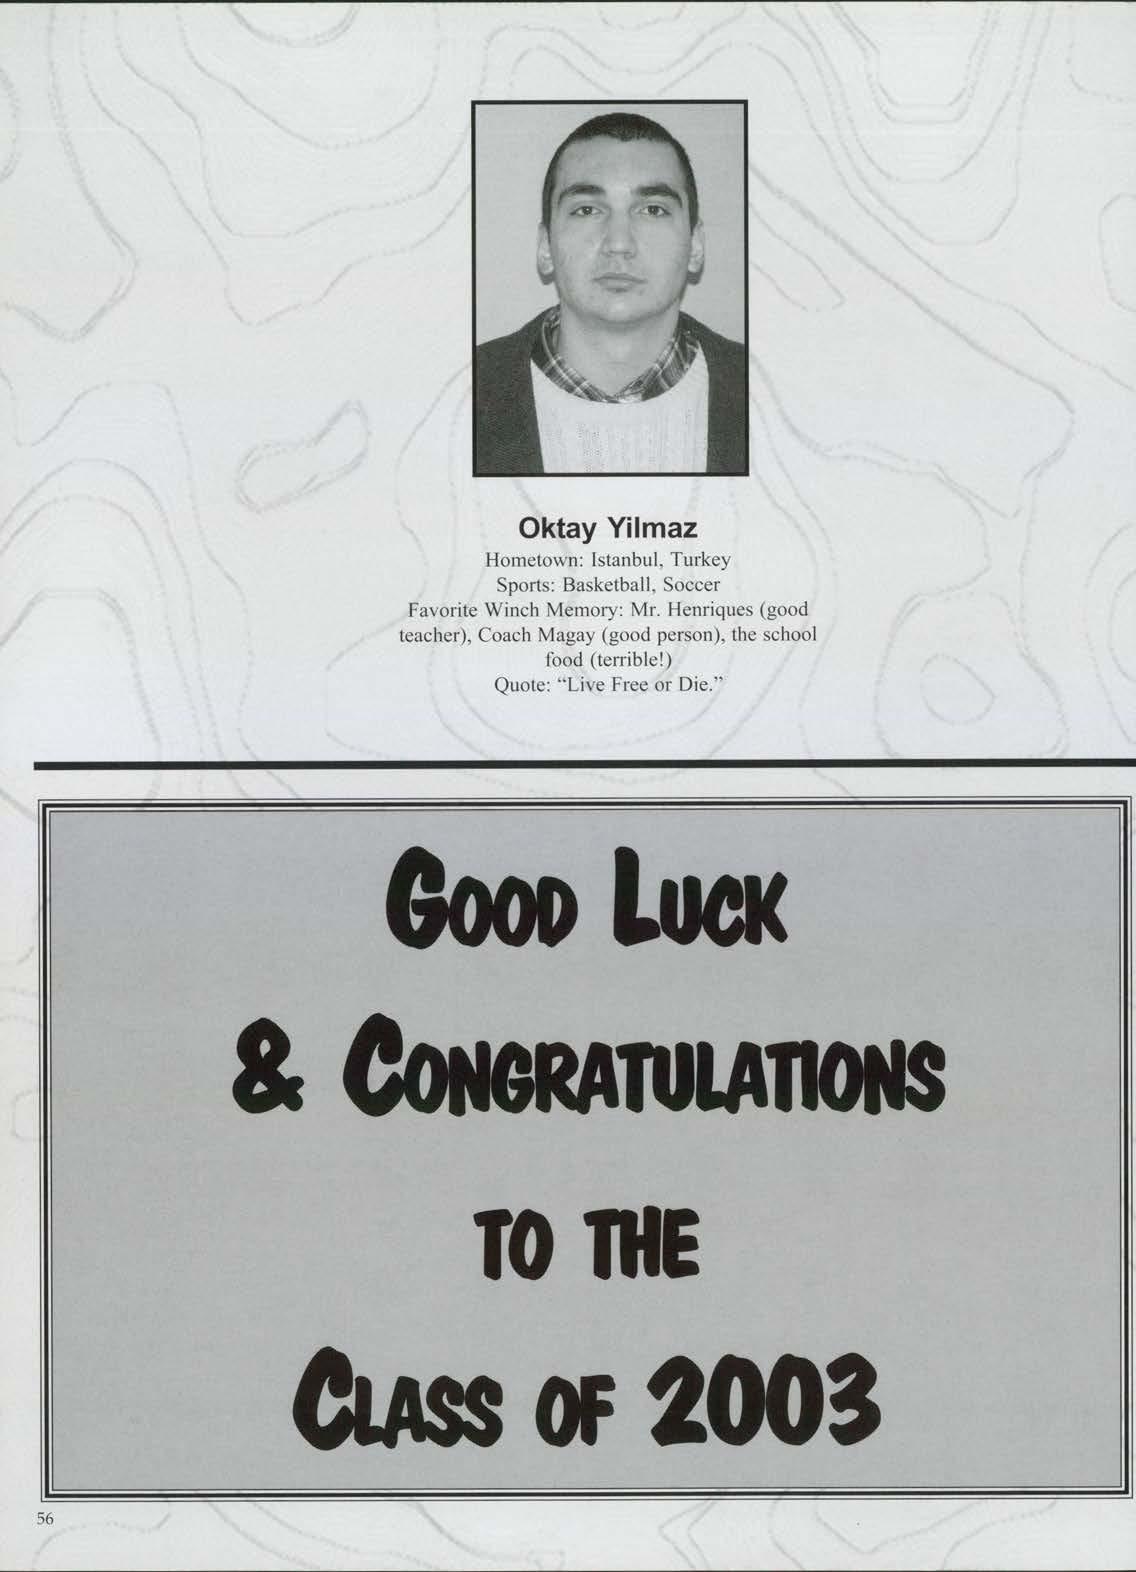 Oktay Yilmaz
Hometown: Istanbul, Turkey
Sports: Basketball, Soccer
Favorite Winch Memory: Mr. Henriques (good
teacher), Coach Magay (good person), the school
food (terrible!)
Quote: “Live Free or Die.”
GOOD LUCK
& CONGRATULATIONS
TO THE
CLASS OF 2003
56